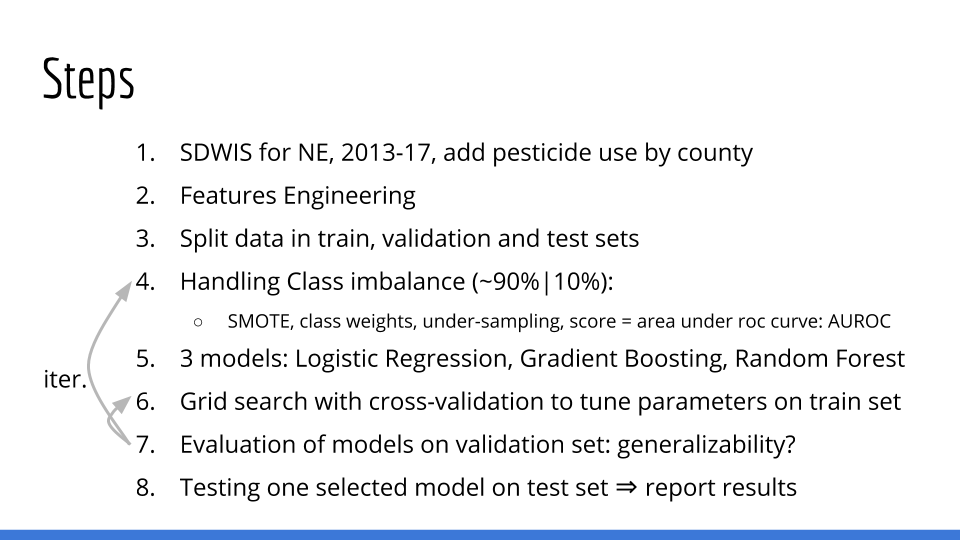 Steps
1. SDWIS for NE, 2013-17, add pesticide use by county
2. Features Engineering
3. Split data in train, validation and test sets
4. Handling Class imbalance (~90%|10%):
○ SMOTE, class weights, under-sampling, score = area under roc curve: AUROC
5. 3 models: Logistic Regression, Gradient Boosting, Random Forest
iter.
6. Grid search with cross-validation to tune parameters on train set
7. Evaluation of models on validation set: generalizability?
8. Testing one selected model on test set ⇒ report results